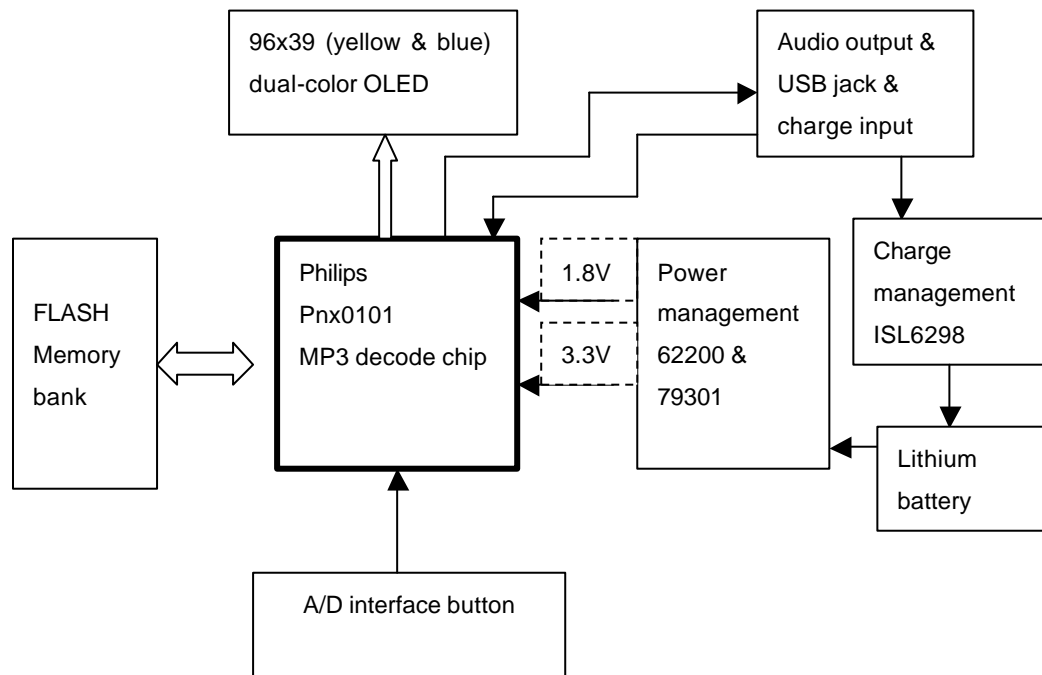 96x39 (yellow & blue)
dual-color OLED
Audio output &
USB jack &
charge input
FLASH
Memory
bank
Philips
Pnx0101
MP3 decode chip
1.8V
3.3V
Power
management
62200 &
79301
Charge
management
ISL6298
Lithium
battery
A/D interface button